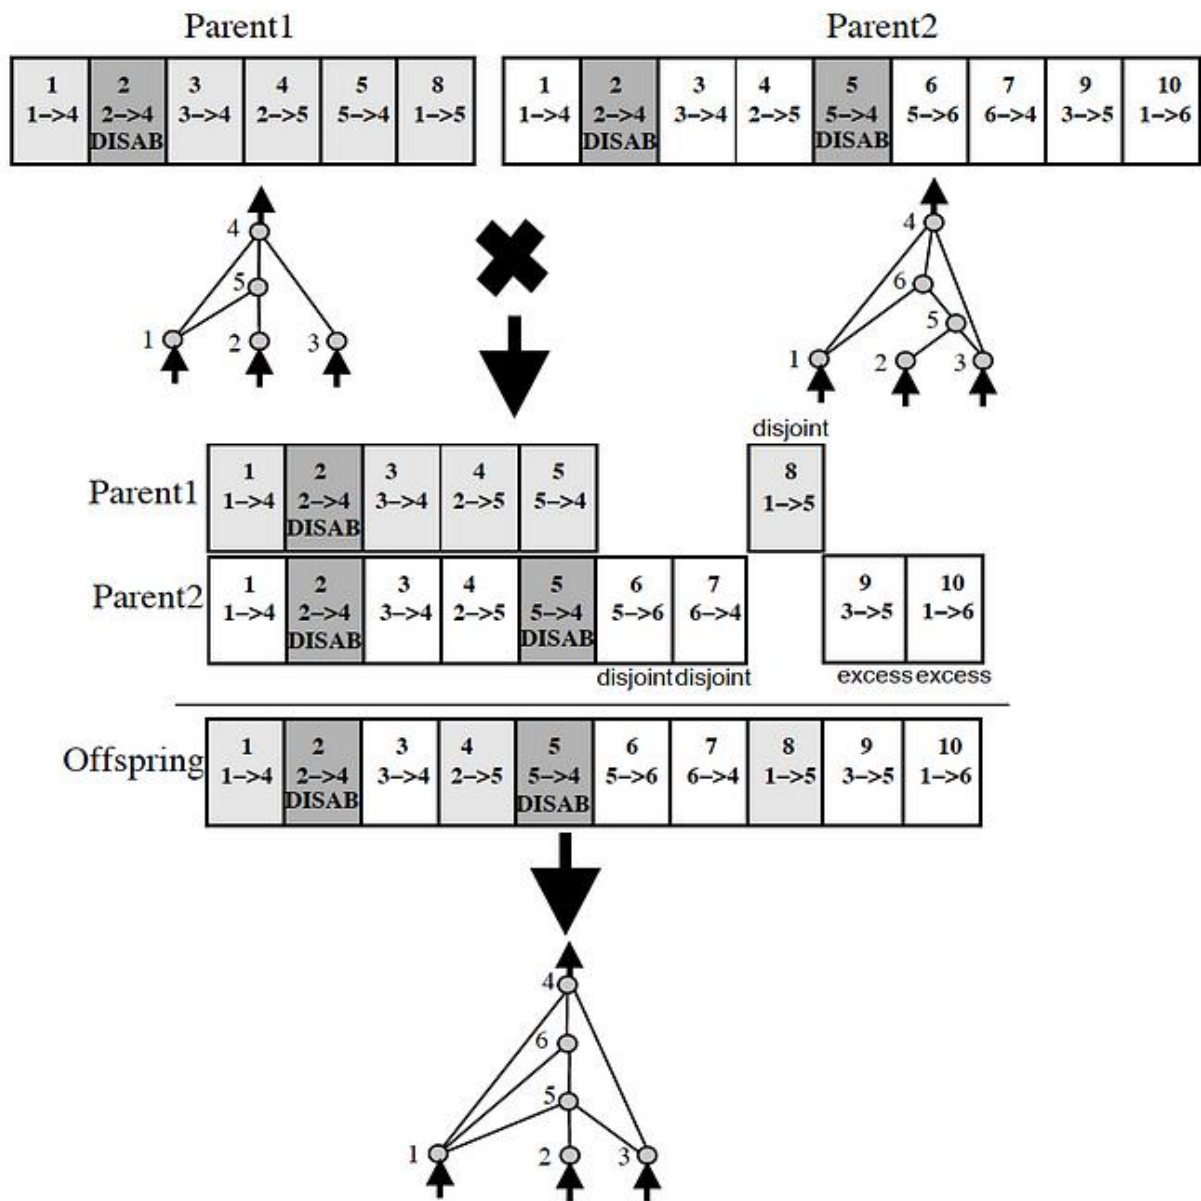 Parent1
Parent2
1 2 3 4 5 8
1->4 2->4 3->4 2->5 5->4 1->5
DISAB
1 2 3 4 5 6 7 9 10
1->4 2->4 3->4 2->5 5->4 5->6 6->4 3->5 1->6
DISAB DISAB
4
5
1 2 3
4
6
5
1 2 3
disjoint
Parent1
1 2 3 4 5 8
1->4 2->4 3->4 2->5 5->4 1->5
DISAB
Parent2
1 2 3 4 5 6 7 9 10
1->4 2->4 3->4 2->5 5->4 5->6 6->4 3->5 1->6
DISAB DISAB
disjoint disjoint excess excess
Offspring
1 2 3 4 5 6 7 8 9 10
1->4 2->4 3->4 2->5 5->4 5->6 6->4 1->5 3->5 1->6
DISAB DISAB
4
6
5
1 2 3